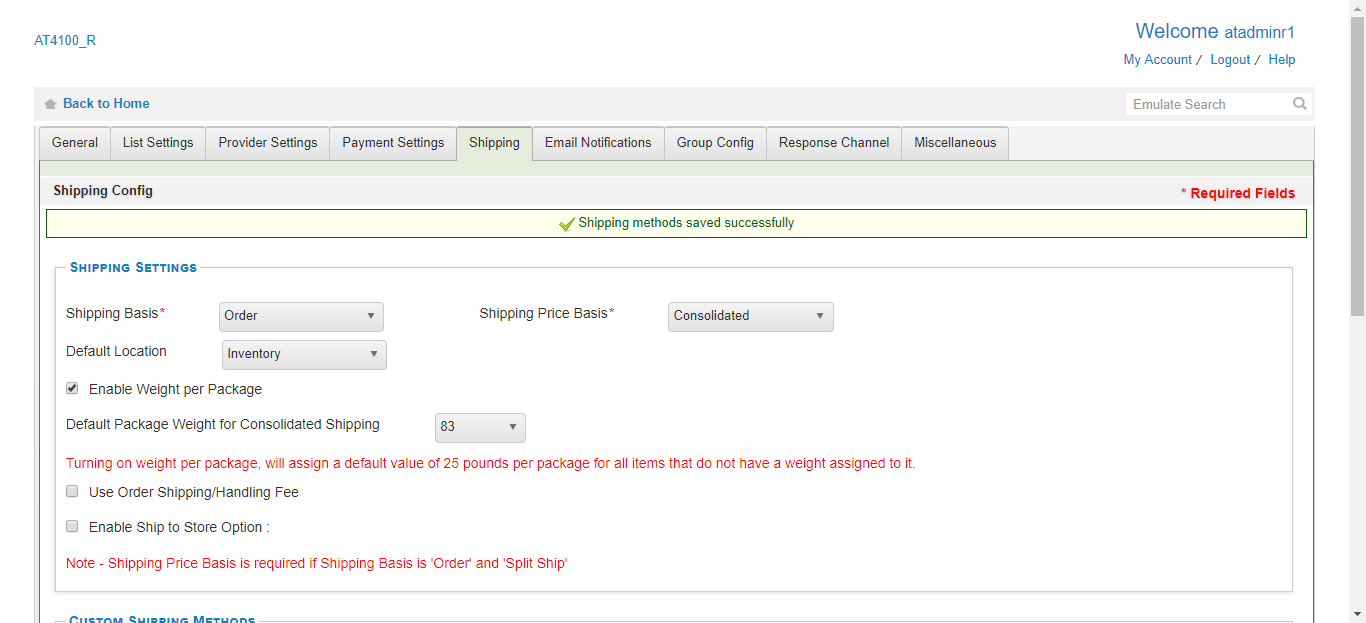 AT4100_R
Welcome atadminr1
My Account / Logout / Help
Back to Home
Emulate Search
General List Settings Provider Settings Payment Settings Shipping Email Notifications Group Config Response Channel Miscellaneous
Shipping Config
* Required Fields
Shipping methods saved successfully
Shipping Settings
Shipping Basis* Order Shipping Price Basis* Consolidated
Default Location Inventory
Enable Weight per Package
Default Package Weight for Consolidated Shipping 83
Turning on weight per package, will assign a default value of 25 pounds per package for all items that do not have a weight assigned to it.
Use Order Shipping/Handling Fee
Enable Ship to Store Option :
Note - Shipping Price Basis is required if Shipping Basis is 'Order' and 'Split Ship'
Custom Shipping Methods